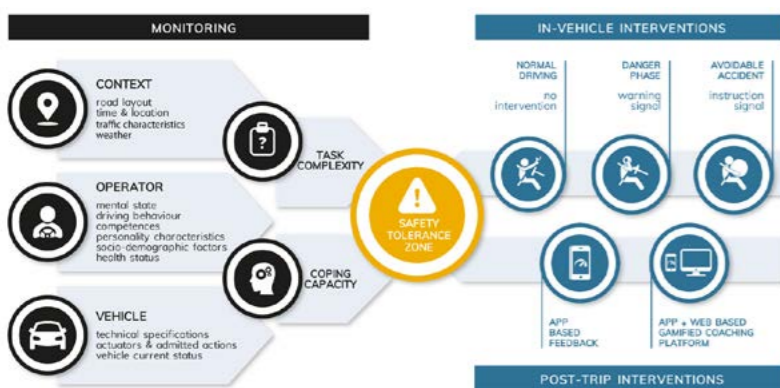 MONITORING
CONTEXT
road layout
time & location
traffic characteristics
weather
?
TASK
COMPLEXITY
OPERATOR
mental state
driving behaviour
competences
personality characteristics
socio-demographic factors
health status
COPING
CAPACITY
VEHICLE
technical specifications
actuators & admitted actions
vehicle current status
SAFETY
TOLERANCE
ZONE
IN-VEHICLE INTERVENTIONS
NORMAL
DRIVING
no
intervention
DANGER
PHASE
warning
signal
AVOIDABLE
ACCIDENT
instruction
signal
APP
BASED
FEEDBACK
APP + WEB BASED
GAMIFIED COACHING
PLATFORM
POST-TRIP INTERVENTIONS